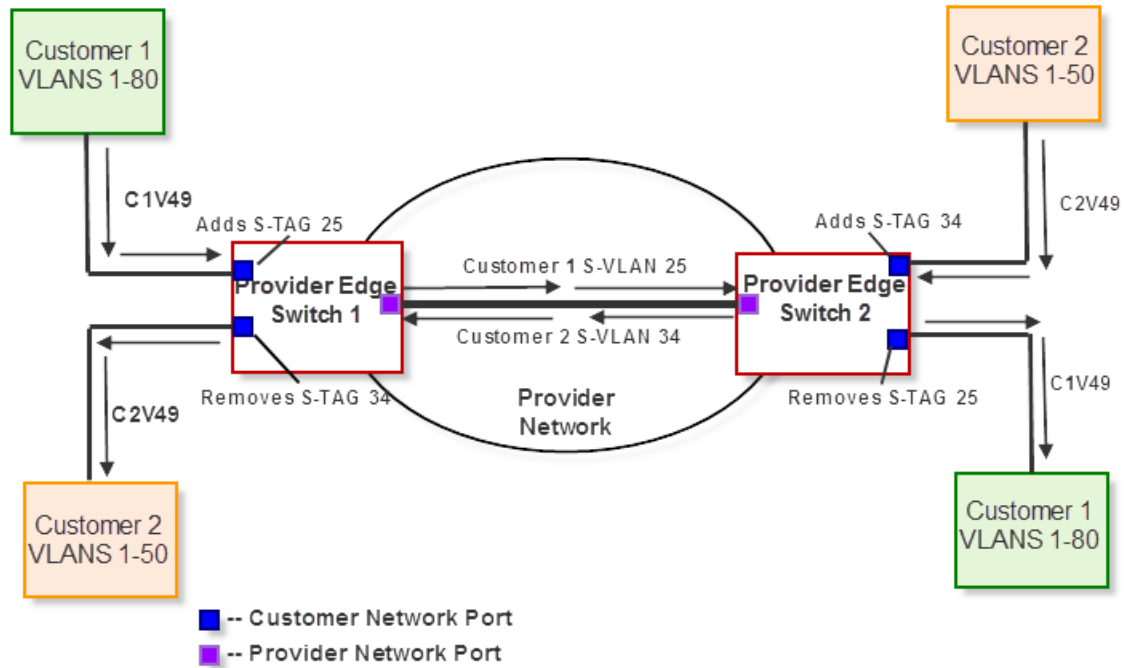 Customer 1
VLANS 1-80
Customer 2
VLANS 1-50
C1V49
Adds S-TAG 25
Adds S-TAG 34
C2V49
Customer 1 S-VLAN 25
Provider Edge
Switch 1
Provider Edge
Switch 2
Customer 2 S-VLAN 34
Removes S-TAG 34
Provider
Network
Removes S-TAG 25
C1V49
C2V49
Customer 2
VLANS 1-50
Customer 1
VLANS 1-80
-- Customer Network Port
-- Provider Network Port